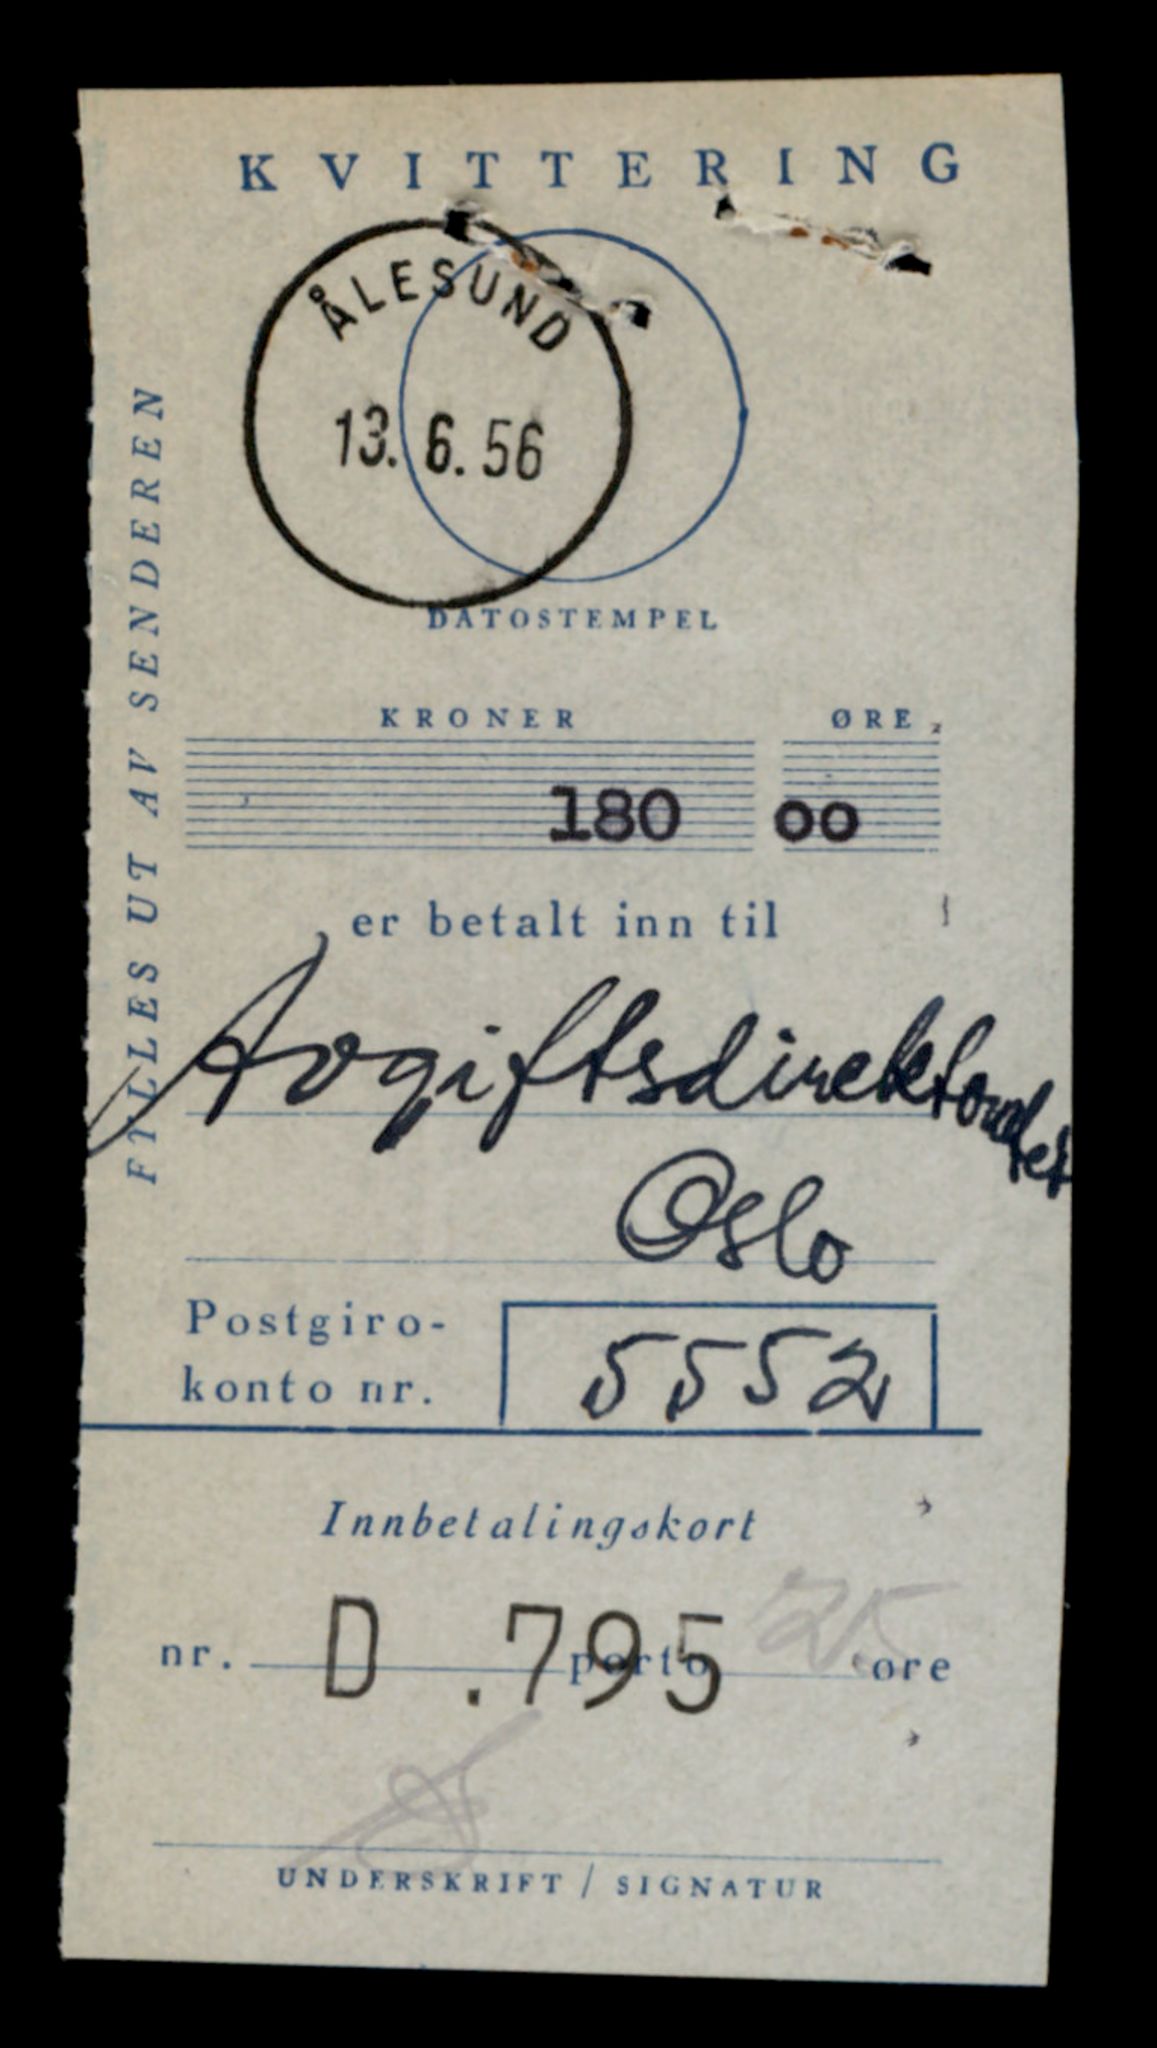 KVITTERING
ÅLESUND
13.6.56
DATOSTEMPEL
FYLLES UT AV SENDEREN
KRONER ØRE
180 00
er betalt inn til
Avgiftsdirektoratet
Oslo
Postgiro-
konto nr. 5552
Innbetalingskort
nr. D .795 porto 25 øre
UNDERSKRIFT / SIGNATUR